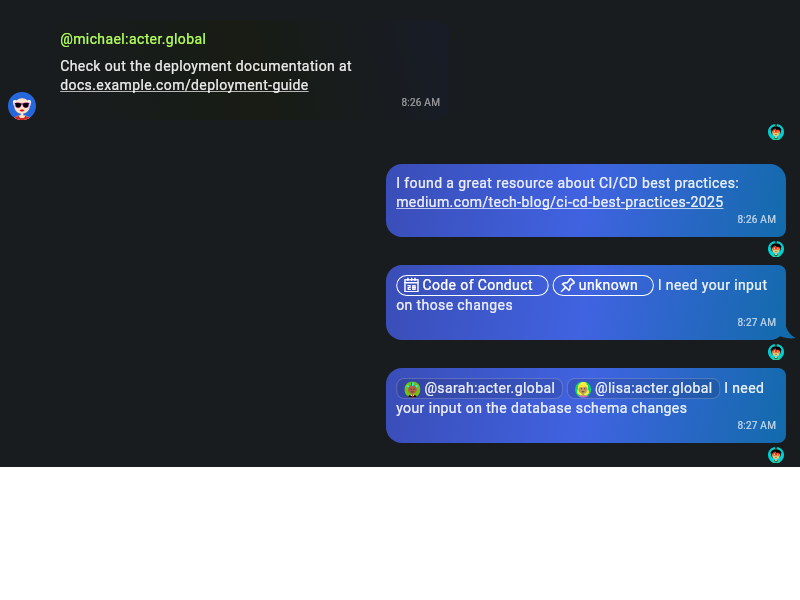 @michael:acter.global
Check out the deployment documentation at
docs.example.com/deployment-guide
8:26 AM
I found a great resource about CI/CD best practices:
medium.com/tech-blog/ci-cd-best-practices-2025
8:26 AM
Code of Conduct unknown I need your input
on those changes
8:27 AM
@sarah:acter.global @lisa:acter.global I need
your input on the database schema changes
8:27 AM